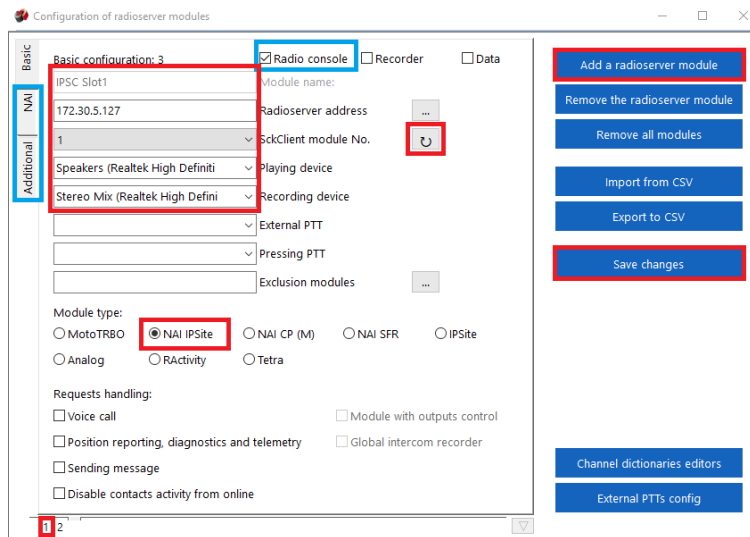 Configuration of radioserver modules
Basic
NAI
Additional
Basic configuration: 3
Radio console
Recorder
Data
IPSC Slot1
Module name:
172.30.5.127
Radioserver address
...
1
SckClient module No.
Speakers (Realtek High Definiti
Playing device
Stereo Mix (Realtek High Defini
Recording device
External PTT
Pressing PTT
Exclusion modules
...
Module type:
MotoTRBO
NAI IPSite
NAI CP (M)
NAI SFR
IPSite
Analog
RActivity
Tetra
Requests handling:
Voice call
Module with outputs control
Position reporting, diagnostics and telemetry
Global intercom recorder
Sending message
Disable contacts activity from online
1 2
Add a radioserver module
Remove the radioserver module
Remove all modules
Import from CSV
Export to CSV
Save changes
Channel dictionaries editors
External PTTs config